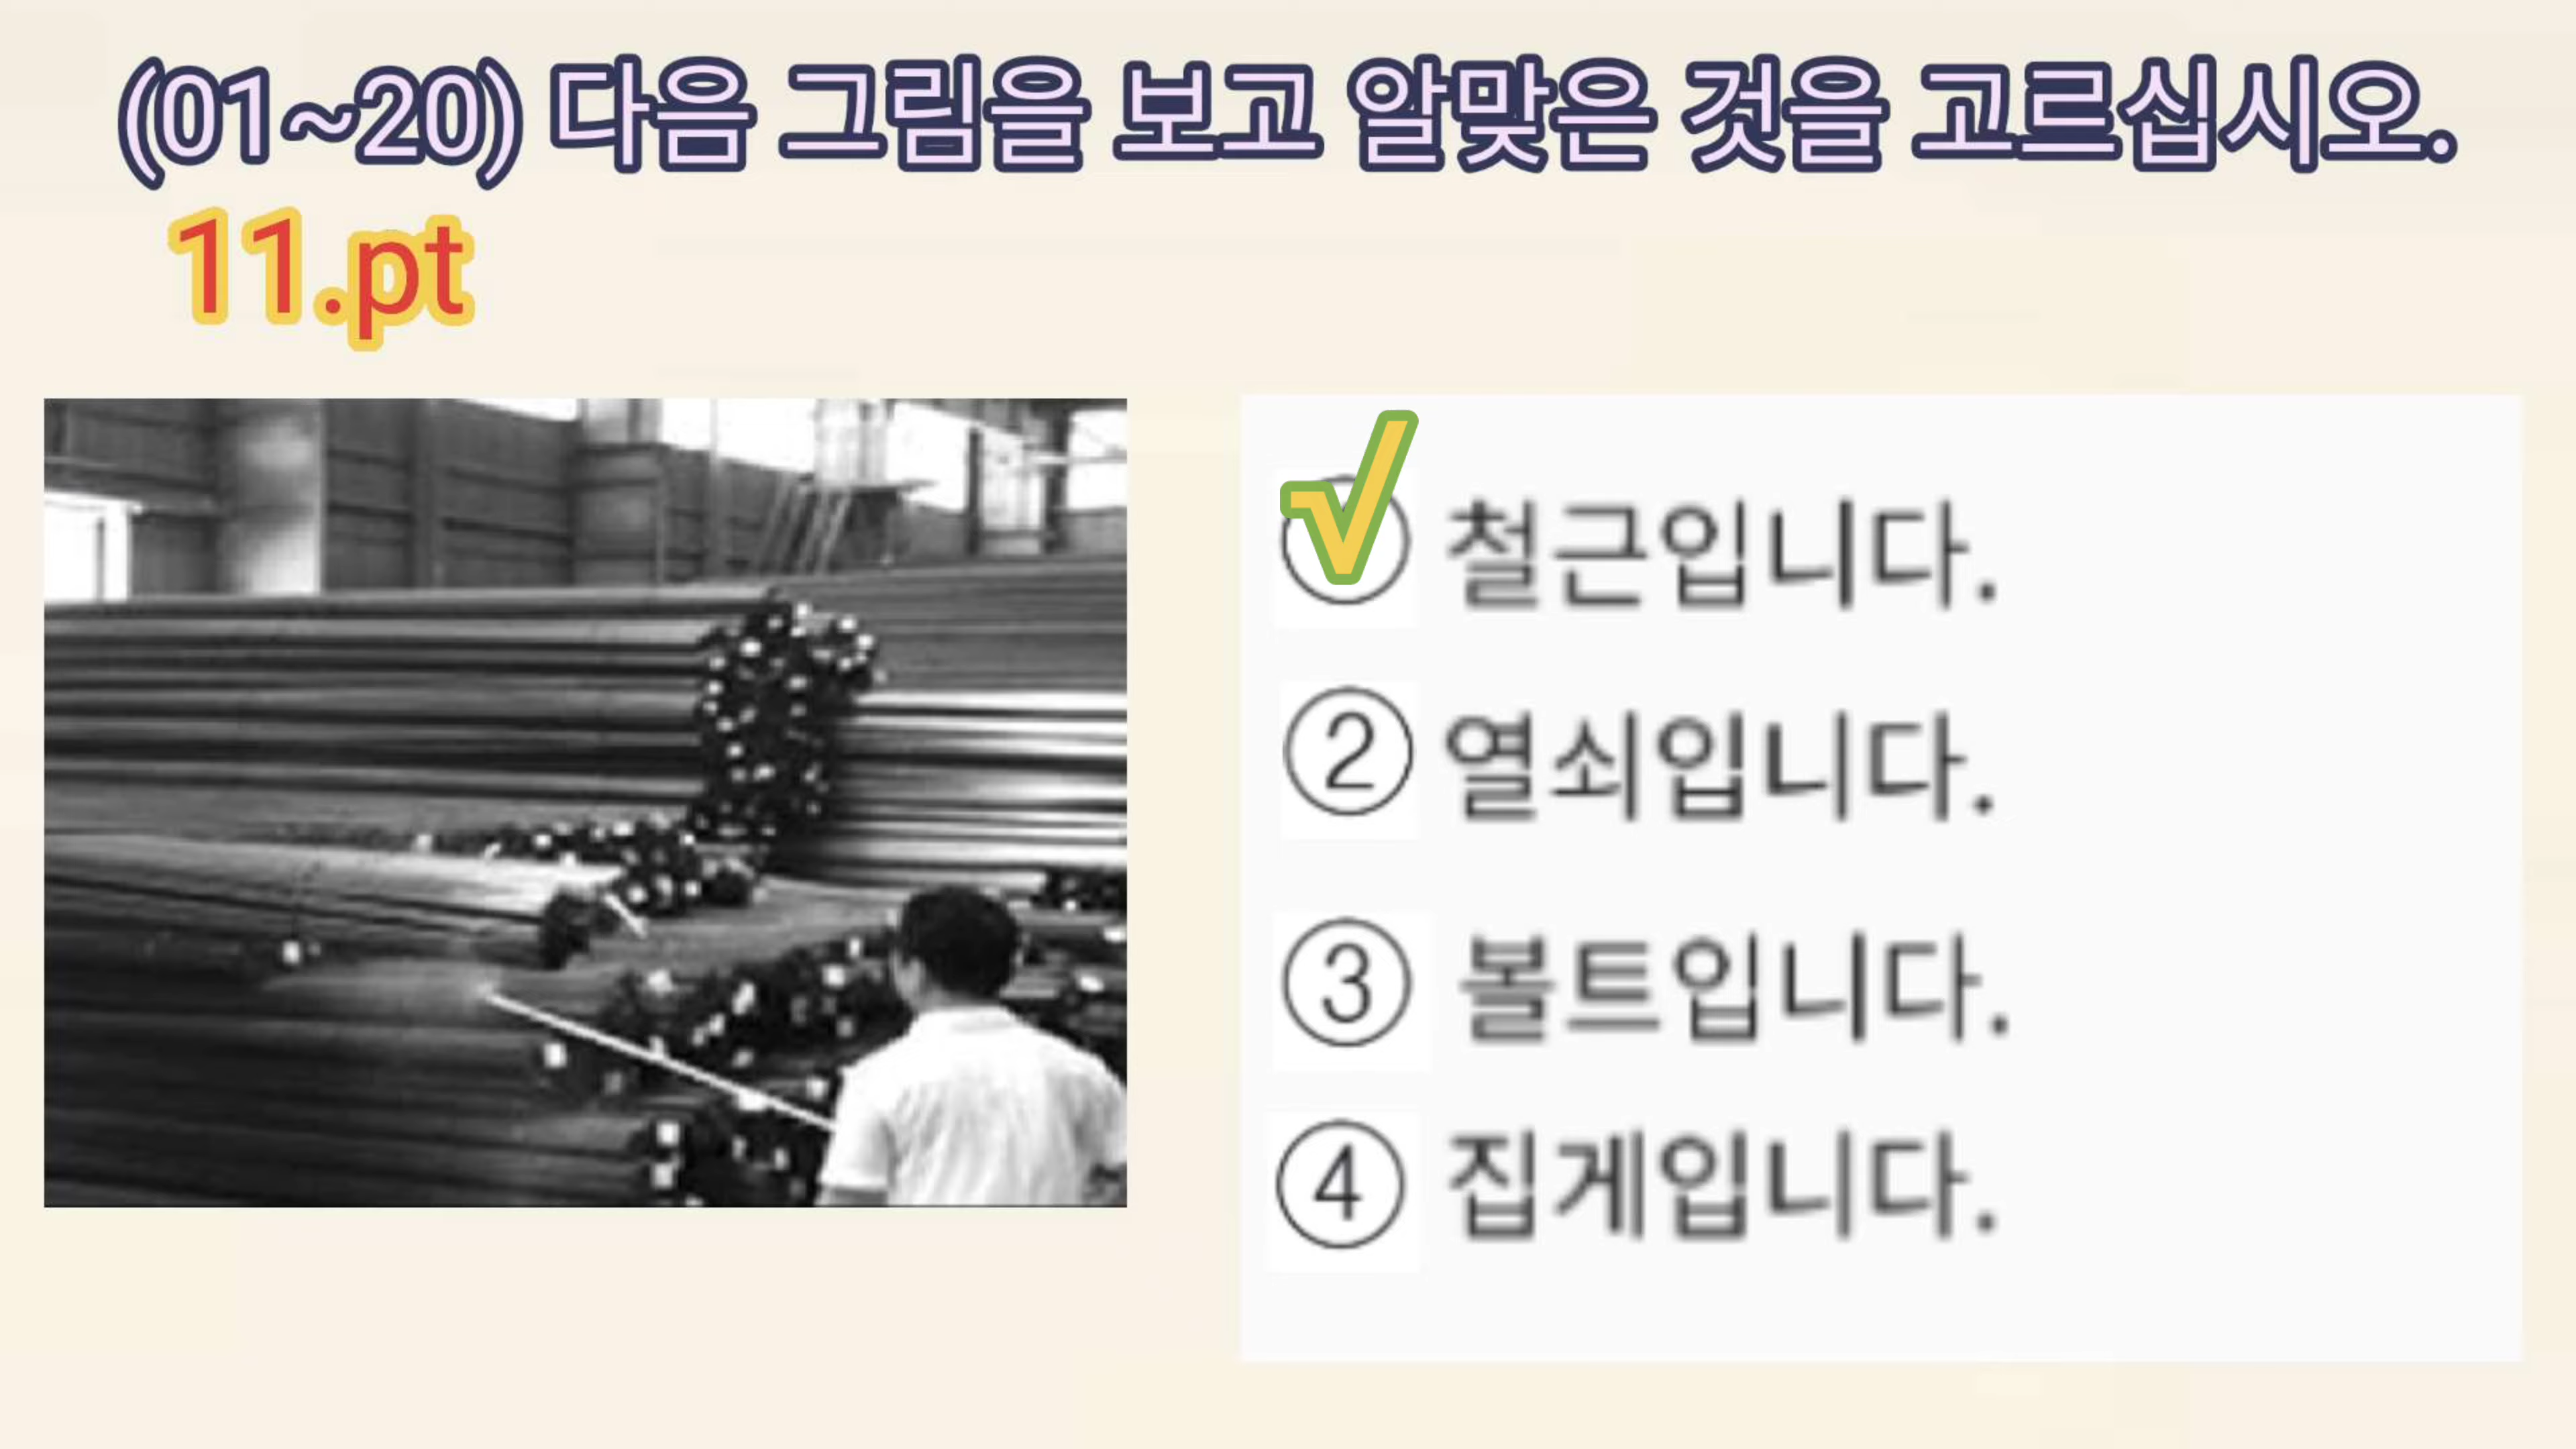 (01~20) 다음 그림을 보고 알맞은 것을 고르십시오.
11.pt
철근입니다.
② 열쇠입니다.
③ 볼트입니다.
④ 집게입니다.